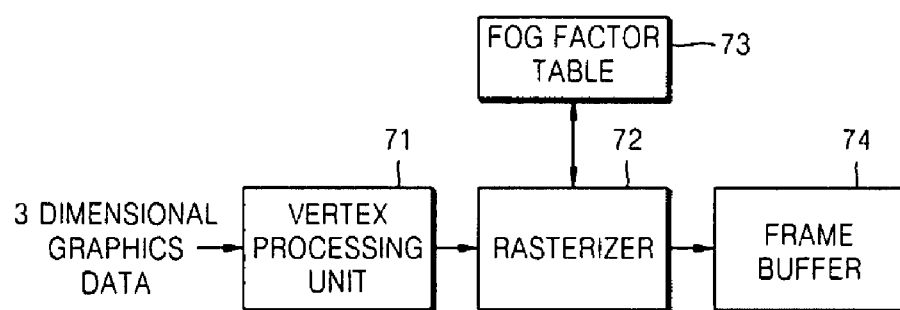 FOG FACTOR
TABLE
73
71
72
74
3 DIMENSIONAL
GRAPHICS
DATA
VERTEX
PROCESSING
UNIT
RASTERIZER
FRAME
BUFFER